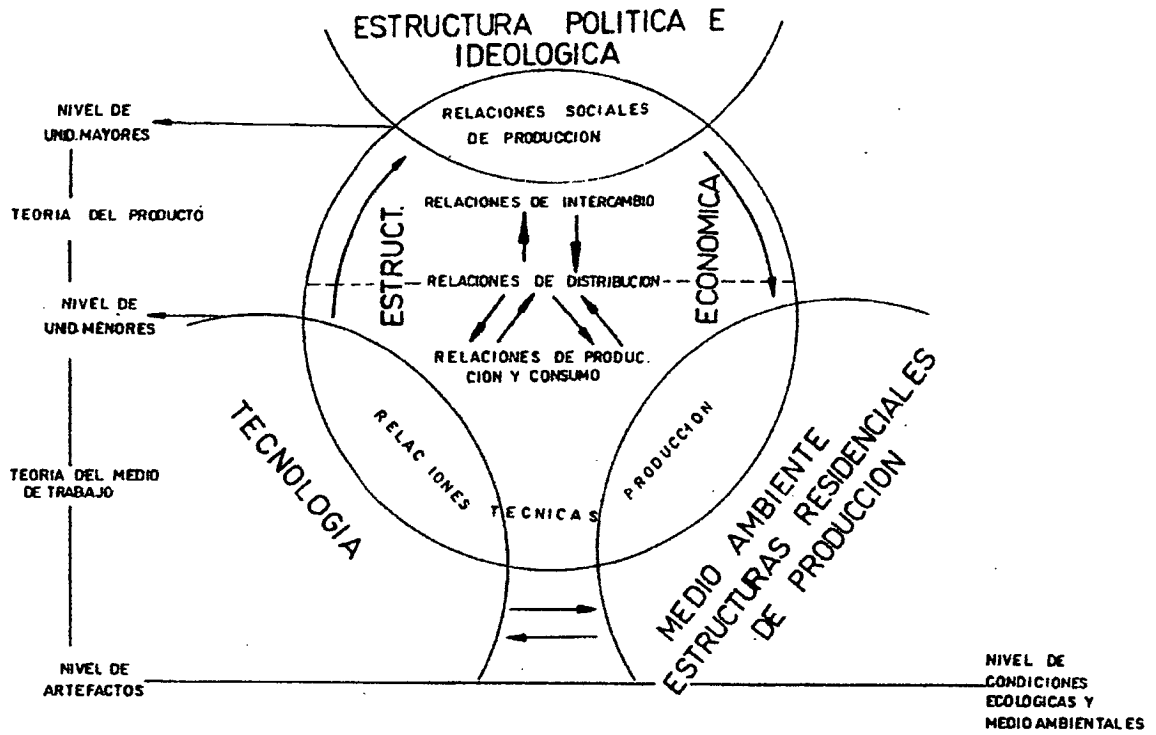 ESTRUCTURA POLITICA E
IDEOLOGICA
RELACIONES SOCIALES
DE PRODUCCION
NIVEL DE
UND.MAYORES
TEORIA DEL PRODUCTO
NIVEL DE
UND.MENORES
TEORIA DEL MEDIO
DE TRABAJO
NIVEL DE
ARTEFACTOS
ESTRUCT.
ECONOMICA
RELACIONES DE INTERCAMBIO
RELACIONES DE DISTRIBUCION
RELACIONES DE PRODUC.
CION Y CONSUMO
RELACIONES
TECNICAS
PRODUCCION
TECNOLOGIA
MEDIO AMBIENTE
ESTRUCTURAS RESIDENCIALES
DE PRODUCCION
NIVEL DE
CONDICIONES
ECOLOGICAS Y
MEDIOAMBIENTALES